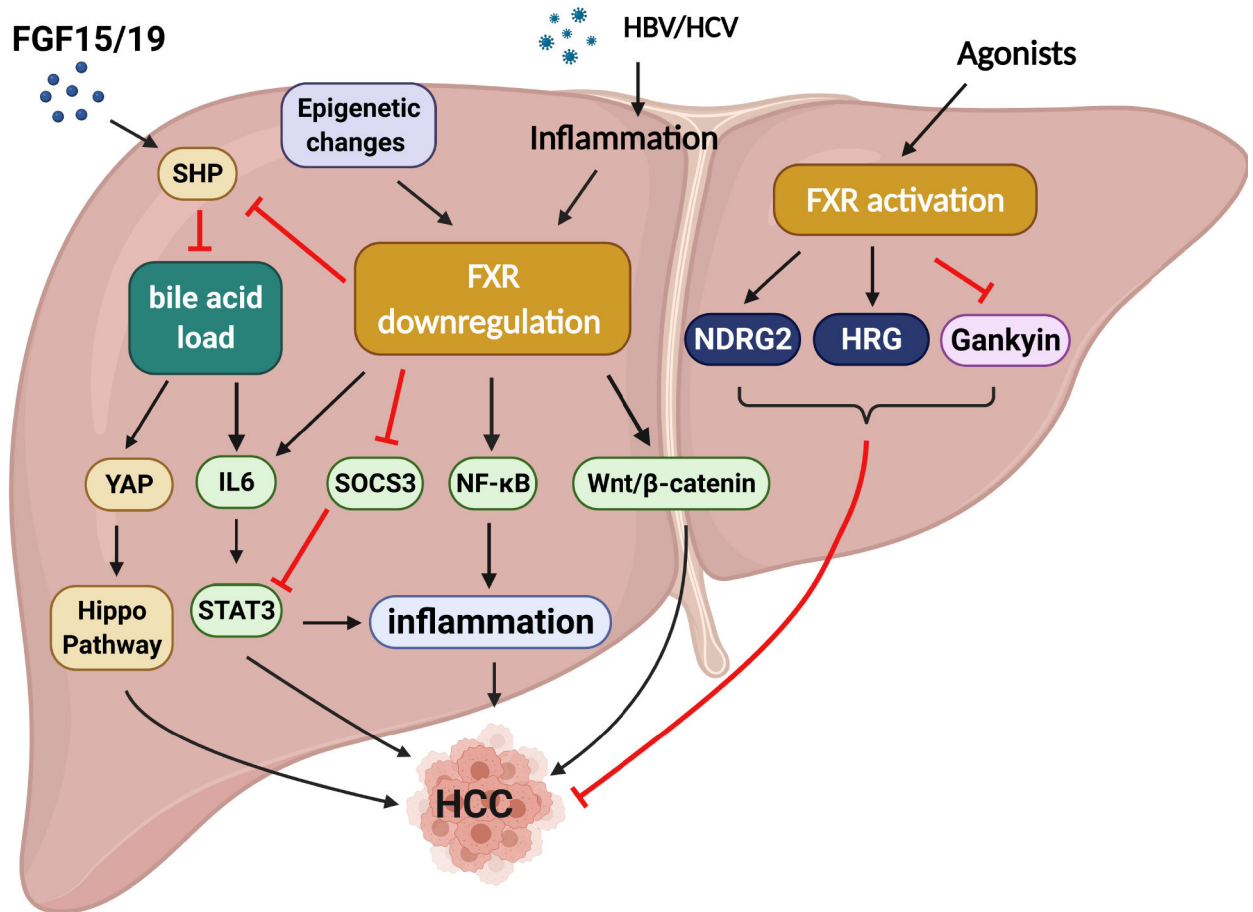 FGF15/19
HBV/HCV
Agonists
Epigenetic
changes
Inflammation
SHP
FXR activation
bile acid
load
FXR
downregulation
NDRG2
HRG
Gankyin
YAP
IL6
SOCS3
NF-κB
Wnt/β-catenin
Hippo
Pathway
STAT3
inflammation
HCC